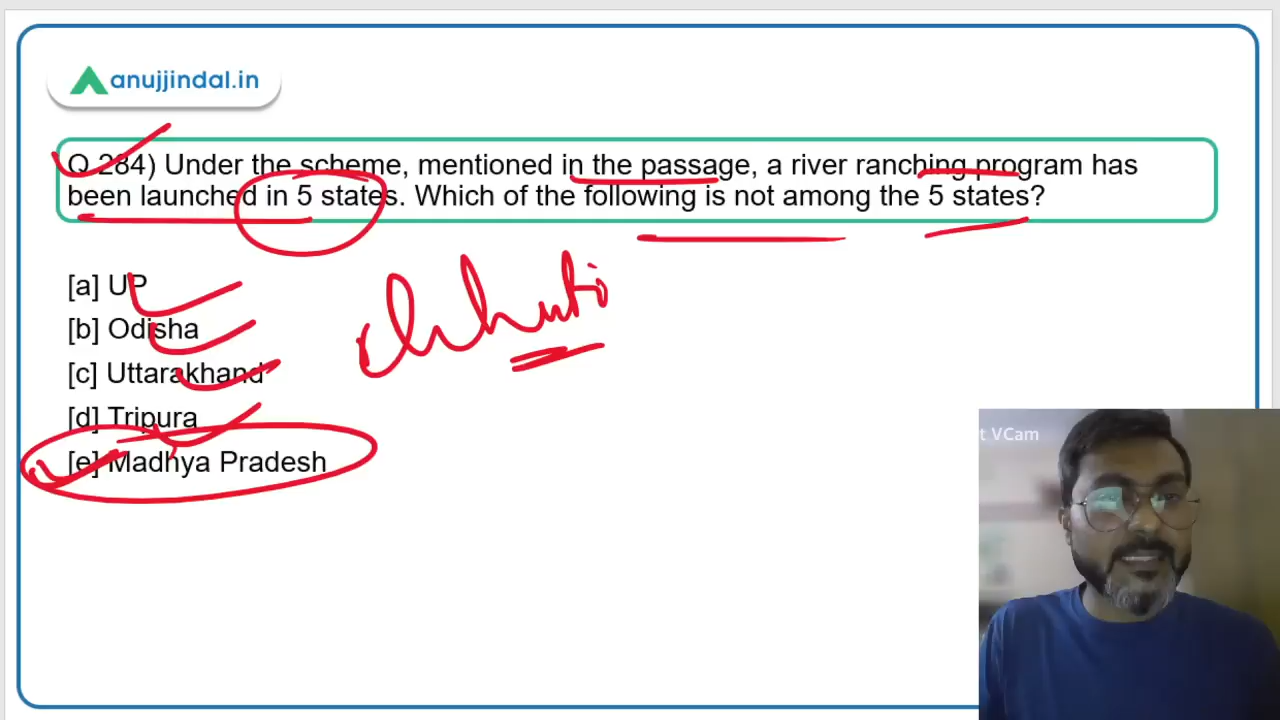 anujjindal.in
Q 284) Under the scheme, mentioned in the passage, a river ranching program has
been launched in 5 states. Which of the following is not among the 5 states?
[a] UP
[b] Odisha
[c] Uttarakhand
[d] Tripura
[e] Madhya Pradesh
t VCam